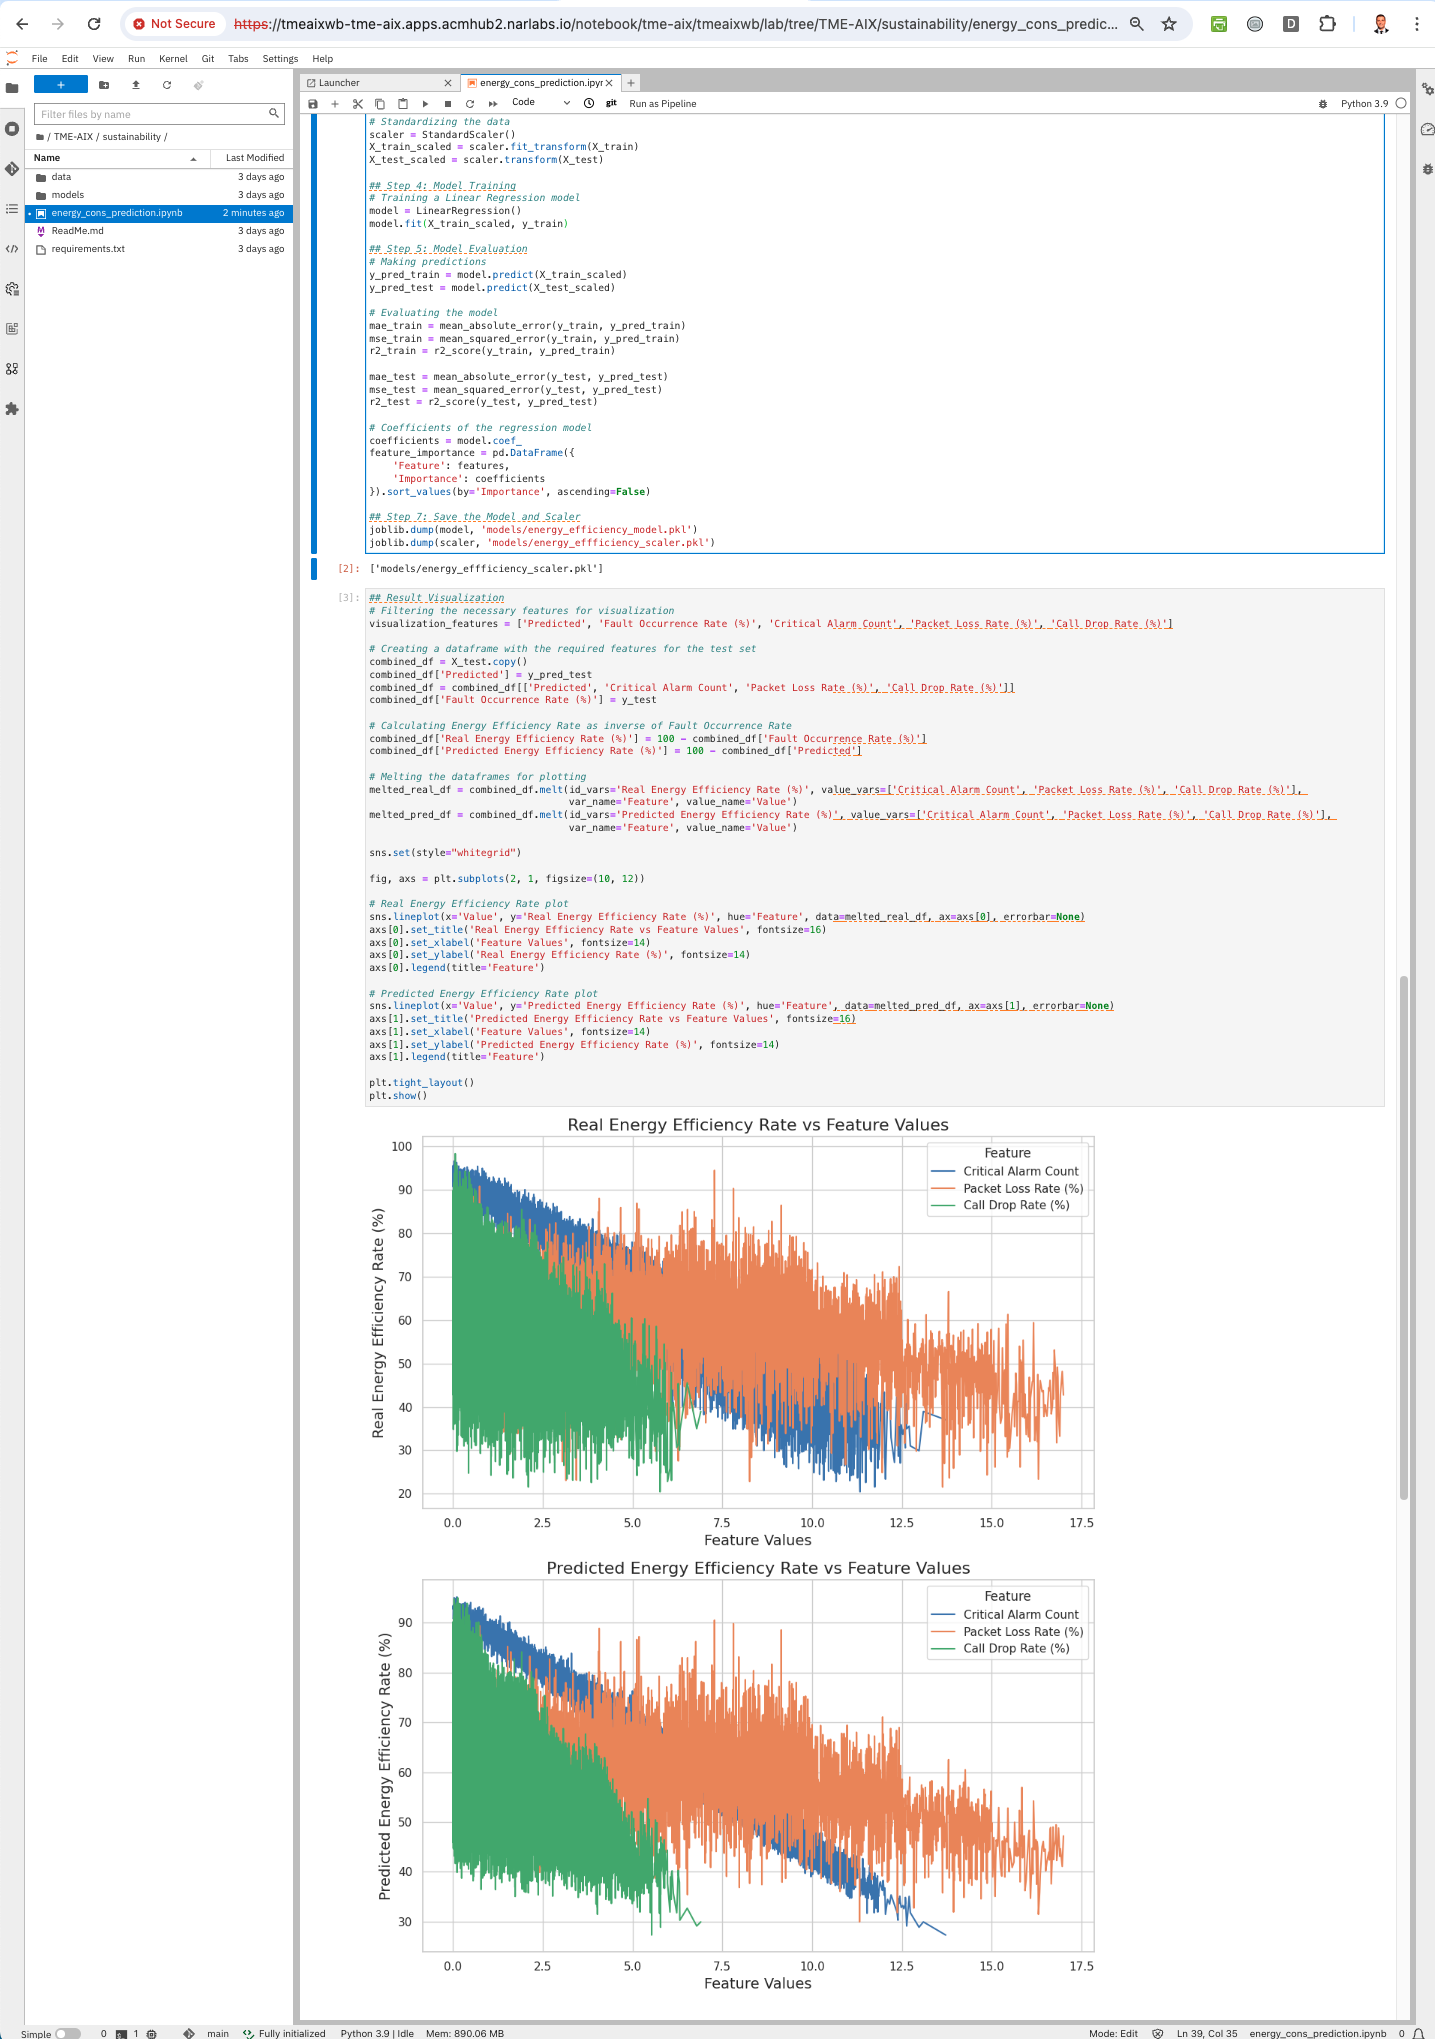 Not Secure
https://tmeaixwb-tme-aix.apps.acmhub2.narlabs.io/notebook/tme-aix/tmeaixwb/lab/tree/TME-AIX/sustainability/energy_cons_predic...
D
File Edit View Run Kernel Git Tabs Settings Help
+
Filter files by name
/ TME-AIX / sustainability /
Name Last Modified
data 3 days ago
models 3 days ago
energy_cons_prediction.ipynb 2 minutes ago
ReadMe.md 3 days ago
requirements.txt 3 days ago
Launcher
energy_cons_prediction.ipyr
Code git Run as Pipeline Python 3.9
# Standardizing the data
scaler = StandardScaler()
X_train_scaled = scaler.fit_transform(X_train)
X_test_scaled = scaler.transform(X_test)
## Step 4: Model Training
# Training a Linear Regression model
model = LinearRegression()
model.fit(X_train_scaled, y_train)
## Step 5: Model Evaluation
# Making predictions
y_pred_train = model.predict(X_train_scaled)
y_pred_test = model.predict(X_test_scaled)
# Evaluating the model
mae_train = mean_absolute_error(y_train, y_pred_train)
mse_train = mean_squared_error(y_train, y_pred_train)
r2_train = r2_score(y_train, y_pred_train)
mae_test = mean_absolute_error(y_test, y_pred_test)
mse_test = mean_squared_error(y_test, y_pred_test)
r2_test = r2_score(y_test, y_pred_test)
# Coefficients of the regression model
coefficients = model.coef_
feature_importance = pd.DataFrame({
    'Feature': features,
    'Importance': coefficients
}).sort_values(by='Importance', ascending=False)
## Step 7: Save the Model and Scaler
joblib.dump(model, 'models/energy_efficiency_model.pkl')
joblib.dump(scaler, 'models/energy_effficiency_scaler.pkl')
[2]: ['models/energy_effficiency_scaler.pkl']
[3]: ## Result Visualization
# Filtering the necessary features for visualization
visualization_features = ['Predicted', 'Fault Occurrence Rate (%)', 'Critical Alarm Count', 'Packet Loss Rate (%)', 'Call Drop Rate (%)']
# Creating a dataframe with the required features for the test set
combined_df = X_test.copy()
combined_df['Predicted'] = y_pred_test
combined_df = combined_df[['Predicted', 'Critical Alarm Count', 'Packet Loss Rate (%)', 'Call Drop Rate (%)']]
combined_df['Fault Occurrence Rate (%)'] = y_test
# Calculating Energy Efficiency Rate as inverse of Fault Occurrence Rate
combined_df['Real Energy Efficiency Rate (%)'] = 100 - combined_df['Fault Occurrence Rate (%)']
combined_df['Predicted Energy Efficiency Rate (%)'] = 100 - combined_df['Predicted']
# Melting the dataframes for plotting
melted_real_df = combined_df.melt(id_vars='Real Energy Efficiency Rate (%)', value_vars=['Critical Alarm Count', 'Packet Loss Rate (%)', 'Call Drop Rate (%)'],
var_name='Feature', value_name='Value')
melted_pred_df = combined_df.melt(id_vars='Predicted Energy Efficiency Rate (%)', value_vars=['Critical Alarm Count', 'Packet Loss Rate (%)', 'Call Drop Rate (%)'],
var_name='Feature', value_name='Value')
sns.set(style="whitegrid")
fig, axs = plt.subplots(2, 1, figsize=(10, 12))
# Real Energy Efficiency Rate plot
sns.lineplot(x='Value', y='Real Energy Efficiency Rate (%)', hue='Feature', data=melted_real_df, ax=axs[0], errorbar=None)
axs[0].set_title('Real Energy Efficiency Rate vs Feature Values', fontsize=16)
axs[0].set_xlabel('Feature Values', fontsize=14)
axs[0].set_ylabel('Real Energy Efficiency Rate (%)', fontsize=14)
axs[0].legend(title='Feature')
# Predicted Energy Efficiency Rate plot
sns.lineplot(x='Value', y='Predicted Energy Efficiency Rate (%)', hue='Feature', data=melted_pred_df, ax=axs[1], errorbar=None)
axs[1].set_title('Predicted Energy Efficiency Rate vs Feature Values', fontsize=16)
axs[1].set_xlabel('Feature Values', fontsize=14)
axs[1].set_ylabel('Predicted Energy Efficiency Rate (%)', fontsize=14)
axs[1].legend(title='Feature')
plt.tight_layout()
plt.show()
Real Energy Efficiency Rate vs Feature Values
Real Energy Efficiency Rate (%)
100
90
80
70
60
50
40
30
20
Feature
Critical Alarm Count
Packet Loss Rate (%)
Call Drop Rate (%)
0.0 2.5 5.0 7.5 10.0 12.5 15.0 17.5
Feature Values
Predicted Energy Efficiency Rate vs Feature Values
Predicted Energy Efficiency Rate (%)
90
80
70
60
50
40
30
Feature
Critical Alarm Count
Packet Loss Rate (%)
Call Drop Rate (%)
0.0 2.5 5.0 7.5 10.0 12.5 15.0 17.5
Feature Values
Simple 0 1 main Fully initialized Python 3.9 | Idle Mem: 890.06 MB Mode: Edit Ln 39, Col 35 energy_cons_prediction.ipynb 0